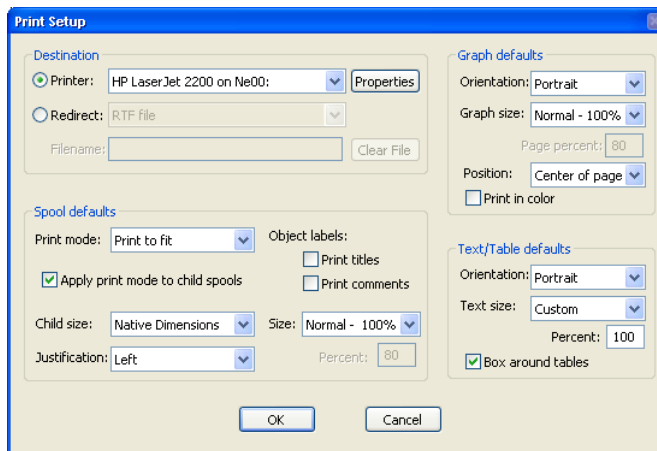 Print Setup
Destination
Printer: HP LaserJet 2200 on Ne00: Properties
Redirect: RTF file
Filename: Clear File
Graph defaults
Orientation: Portrait
Graph size: Normal - 100%
Page percent: 80
Position: Center of page
Print in color
Spool defaults
Print mode: Print to fit
Apply print mode to child spools
Object labels:
Print titles
Print comments
Child size: Native Dimensions Size: Normal - 100%
Justification: Left Percent: 80
Text/Table defaults
Orientation: Portrait
Text size: Custom
Percent: 100
Box around tables
OK Cancel